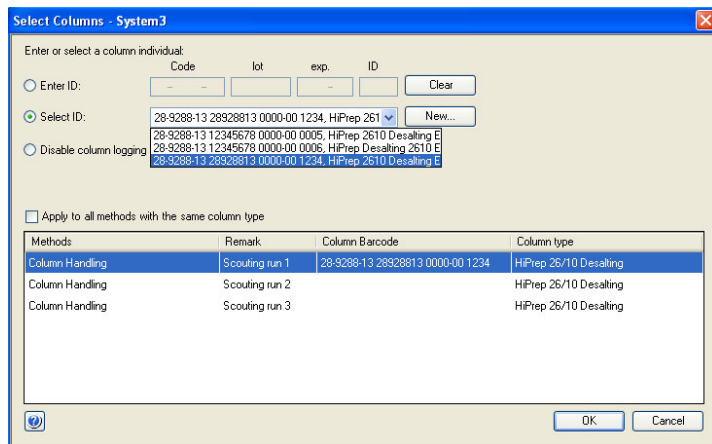 Select Columns - System3
Enter or select a column individual:
Code lot exp. ID
Enter ID: - - - Clear
Select ID: 28-9288-13 28928813 0000-00 1234, HiPrep 261 New...
28-9288-13 12345678 0000-00 0005, HiPrep 2610 Desalting E
Disable column logging 28-9288-13 12345678 0000-00 0006, HiPrep Desalting 2610 E
28-9288-13 28928813 0000-00 1234, HiPrep 2610 Desalting E
Apply to all methods with the same column type
Methods Remark Column Barcode Column type
Column Handling Scouting run 1 28-9288-13 28928813 0000-00 1234 HiPrep 26/10 Desalting
Column Handling Scouting run 2 HiPrep 26/10 Desalting
Column Handling Scouting run 3 HiPrep 26/10 Desalting
? OK Cancel